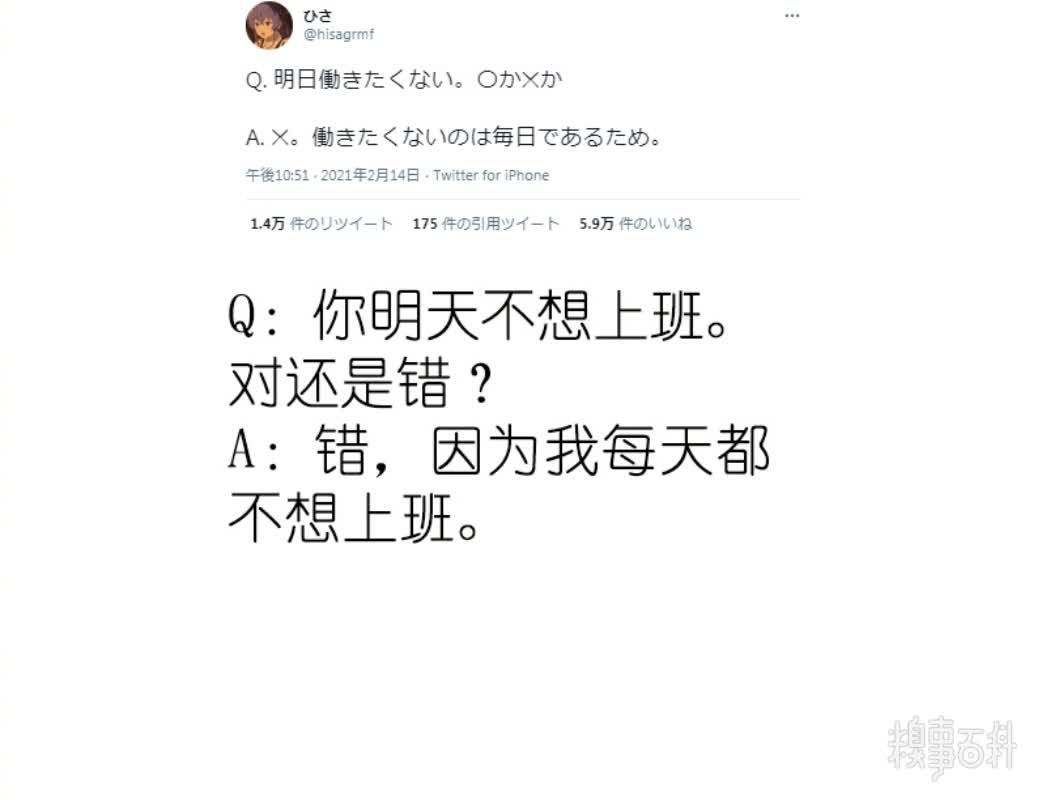 ひさ
@hisagrmf
Q. 明日働きたくない。〇か×か
A. ×。働きたくないのは毎日であるため。
午後10:51 · 2021年2月14日 · Twitter for iPhone
1.4万 件のリツイート 175 件の引用ツイート 5.9万 件のいいね
Q: 你明天不想上班。
对还是错？
A: 错，因为我每天都
不想上班。
糗事百科